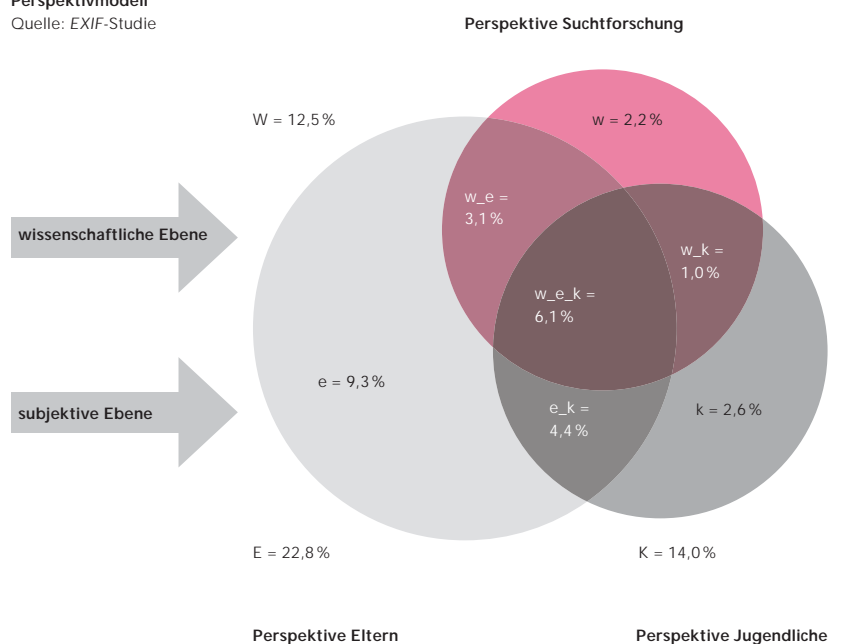 Perspektivmodell
Quelle: EXIF-Studie
Perspektive Suchtforschung
W = 12,5 %
w = 2,2 %
w_e =
3,1 %
wissenschaftliche Ebene
w_k =
1,0 %
w_e_k =
6,1 %
e = 9,3 %
subjektive Ebene
e_k =
4,4 %
k = 2,6 %
E = 22,8 %
K = 14,0 %
Perspektive Eltern
Perspektive Jugendliche